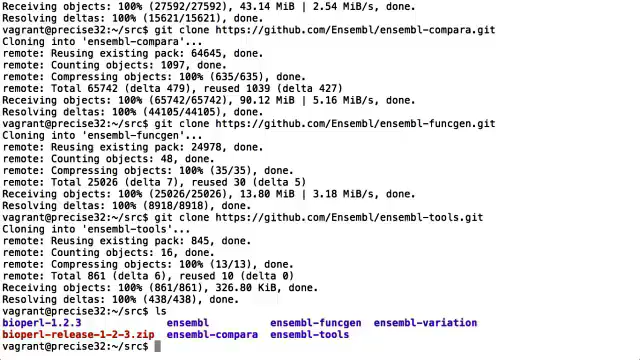 Receiving objects: 100% (27592/27592), 43.14 MiB | 2.54 MiB/s, done.
Resolving deltas: 100% (15621/15621), done.
vagrant@precise32:~/src$ git clone https://github.com/Ensembl/ensembl-compara.git
Cloning into 'ensembl-compara'...
remote: Reusing existing pack: 64645, done.
remote: Counting objects: 1097, done.
remote: Compressing objects: 100% (635/635), done.
remote: Total 65742 (delta 479), reused 1039 (delta 427)
Receiving objects: 100% (65742/65742), 90.12 MiB | 5.16 MiB/s, done.
Resolving deltas: 100% (44105/44105), done.
vagrant@precise32:~/src$ git clone https://github.com/Ensembl/ensembl-funcgen.git
Cloning into 'ensembl-funcgen'...
remote: Reusing existing pack: 24978, done.
remote: Counting objects: 48, done.
remote: Compressing objects: 100% (35/35), done.
remote: Total 25026 (delta 7), reused 30 (delta 5)
Receiving objects: 100% (25026/25026), 13.80 MiB | 3.18 MiB/s, done.
Resolving deltas: 100% (8918/8918), done.
vagrant@precise32:~/src$ git clone https://github.com/Ensembl/ensembl-tools.git
Cloning into 'ensembl-tools'...
remote: Reusing existing pack: 845, done.
remote: Counting objects: 16, done.
remote: Compressing objects: 100% (13/13), done.
remote: Total 861 (delta 6), reused 10 (delta 0)
Receiving objects: 100% (861/861), 326.80 KiB, done.
Resolving deltas: 100% (438/438), done.
vagrant@precise32:~/src$ ls
bioperl-1.2.3 ensembl ensembl-funcgen ensembl-variation
bioperl-release-1-2-3.zip ensembl-compara ensembl-tools
vagrant@precise32:~/src$